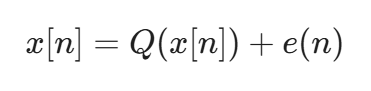 x[n] = Q(x[n]) + e(n)